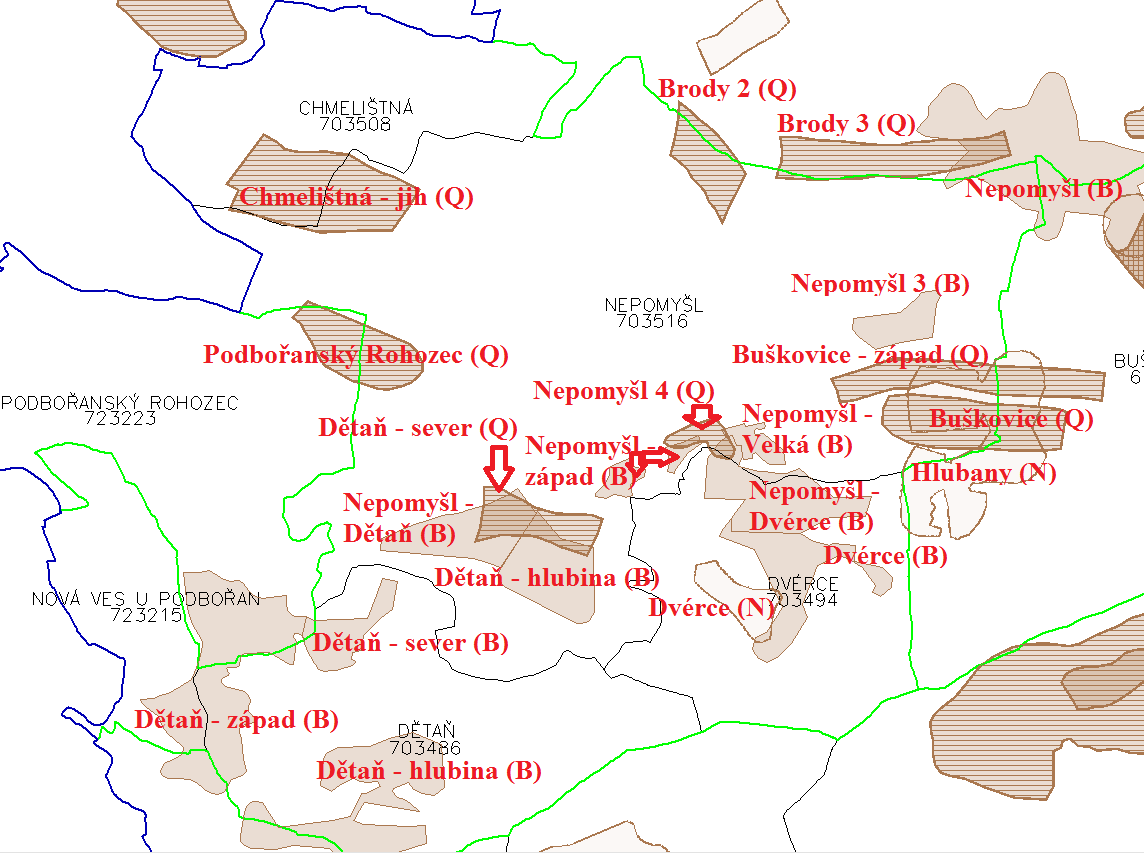 Brody 2 (Q)
CHMELIŠTNÁ
703508
Brody 3 (Q)
Nepomyšl (B)
Chmelištná - jih (Q)
Nepomyšl 3 (B)
NEPOMYŠL
703516
Podbořanský Rohozec (Q)
Buškovice - západ (Q)
BUŠ
6
Nepomyšl 4 (Q)
PODBOŘANSKÝ ROHOZEC
723223
Nepomyšl -
Velká (B)
Buškovice (Q)
Dětaň - sever (Q)
Nepomyšl -
západ (B)
Hlubany (N)
Nepomyšl -
Dětaň (B)
Nepomyšl -
Dvérce (B)
Dvérce (B)
Dětaň - hlubina (B)
DVÉRCE
703494
NOVÁ VES U PODBOŘAN
723215
Dvérce (N)
Dětaň - sever (B)
Dětaň - západ (B)
DĚTAŇ
703486
Dětaň - hlubina (B)